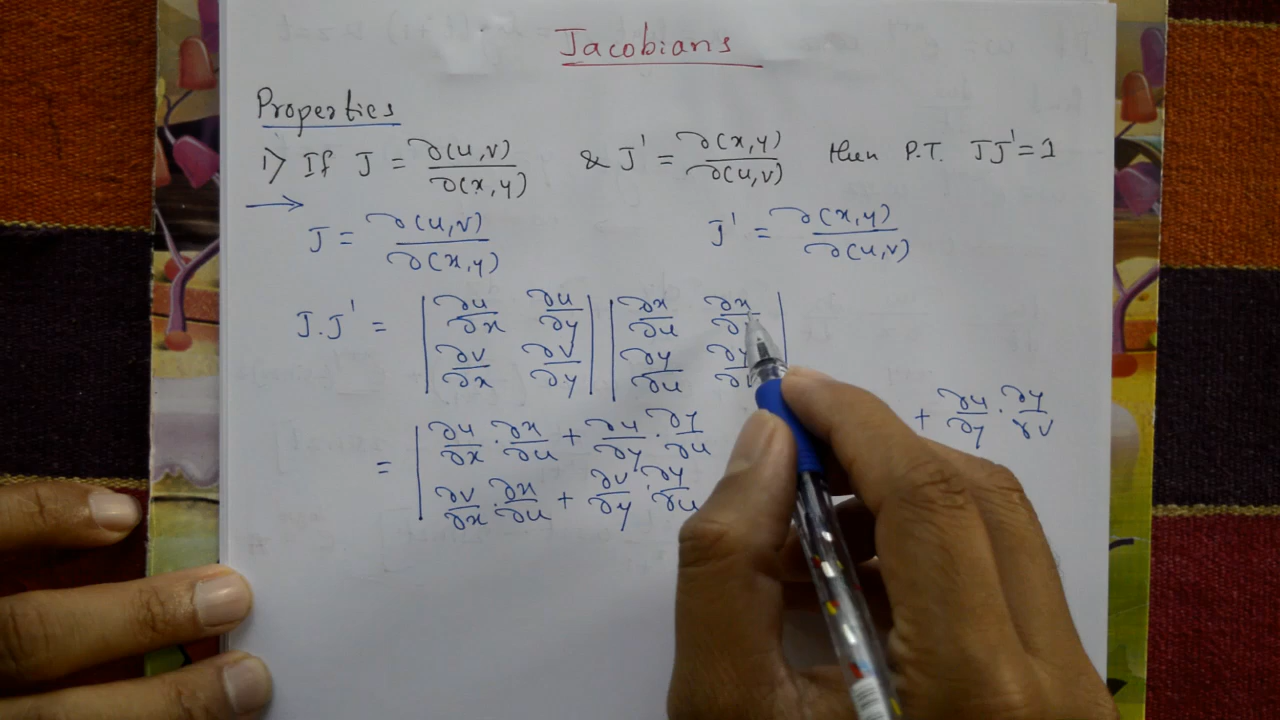 Jacobians
Properties
1) If J = ∂(u,v)/∂(x,y) & J' = ∂(x,y)/∂(u,v) then P.T. JJ'=1
→
J = ∂(u,v)/∂(x,y) J' = ∂(x,y)/∂(u,v)
J.J' = | ∂u/∂x ∂u/∂y | | ∂x/∂u ∂x/∂v |
| ∂v/∂x ∂v/∂y | | ∂y/∂u ∂y/∂v |
= | ∂u/∂x · ∂x/∂u + ∂u/∂y · ∂y/∂u + ∂u/∂y · ∂y/∂v
| ∂v/∂x · ∂x/∂u + ∂v/∂y · ∂y/∂u